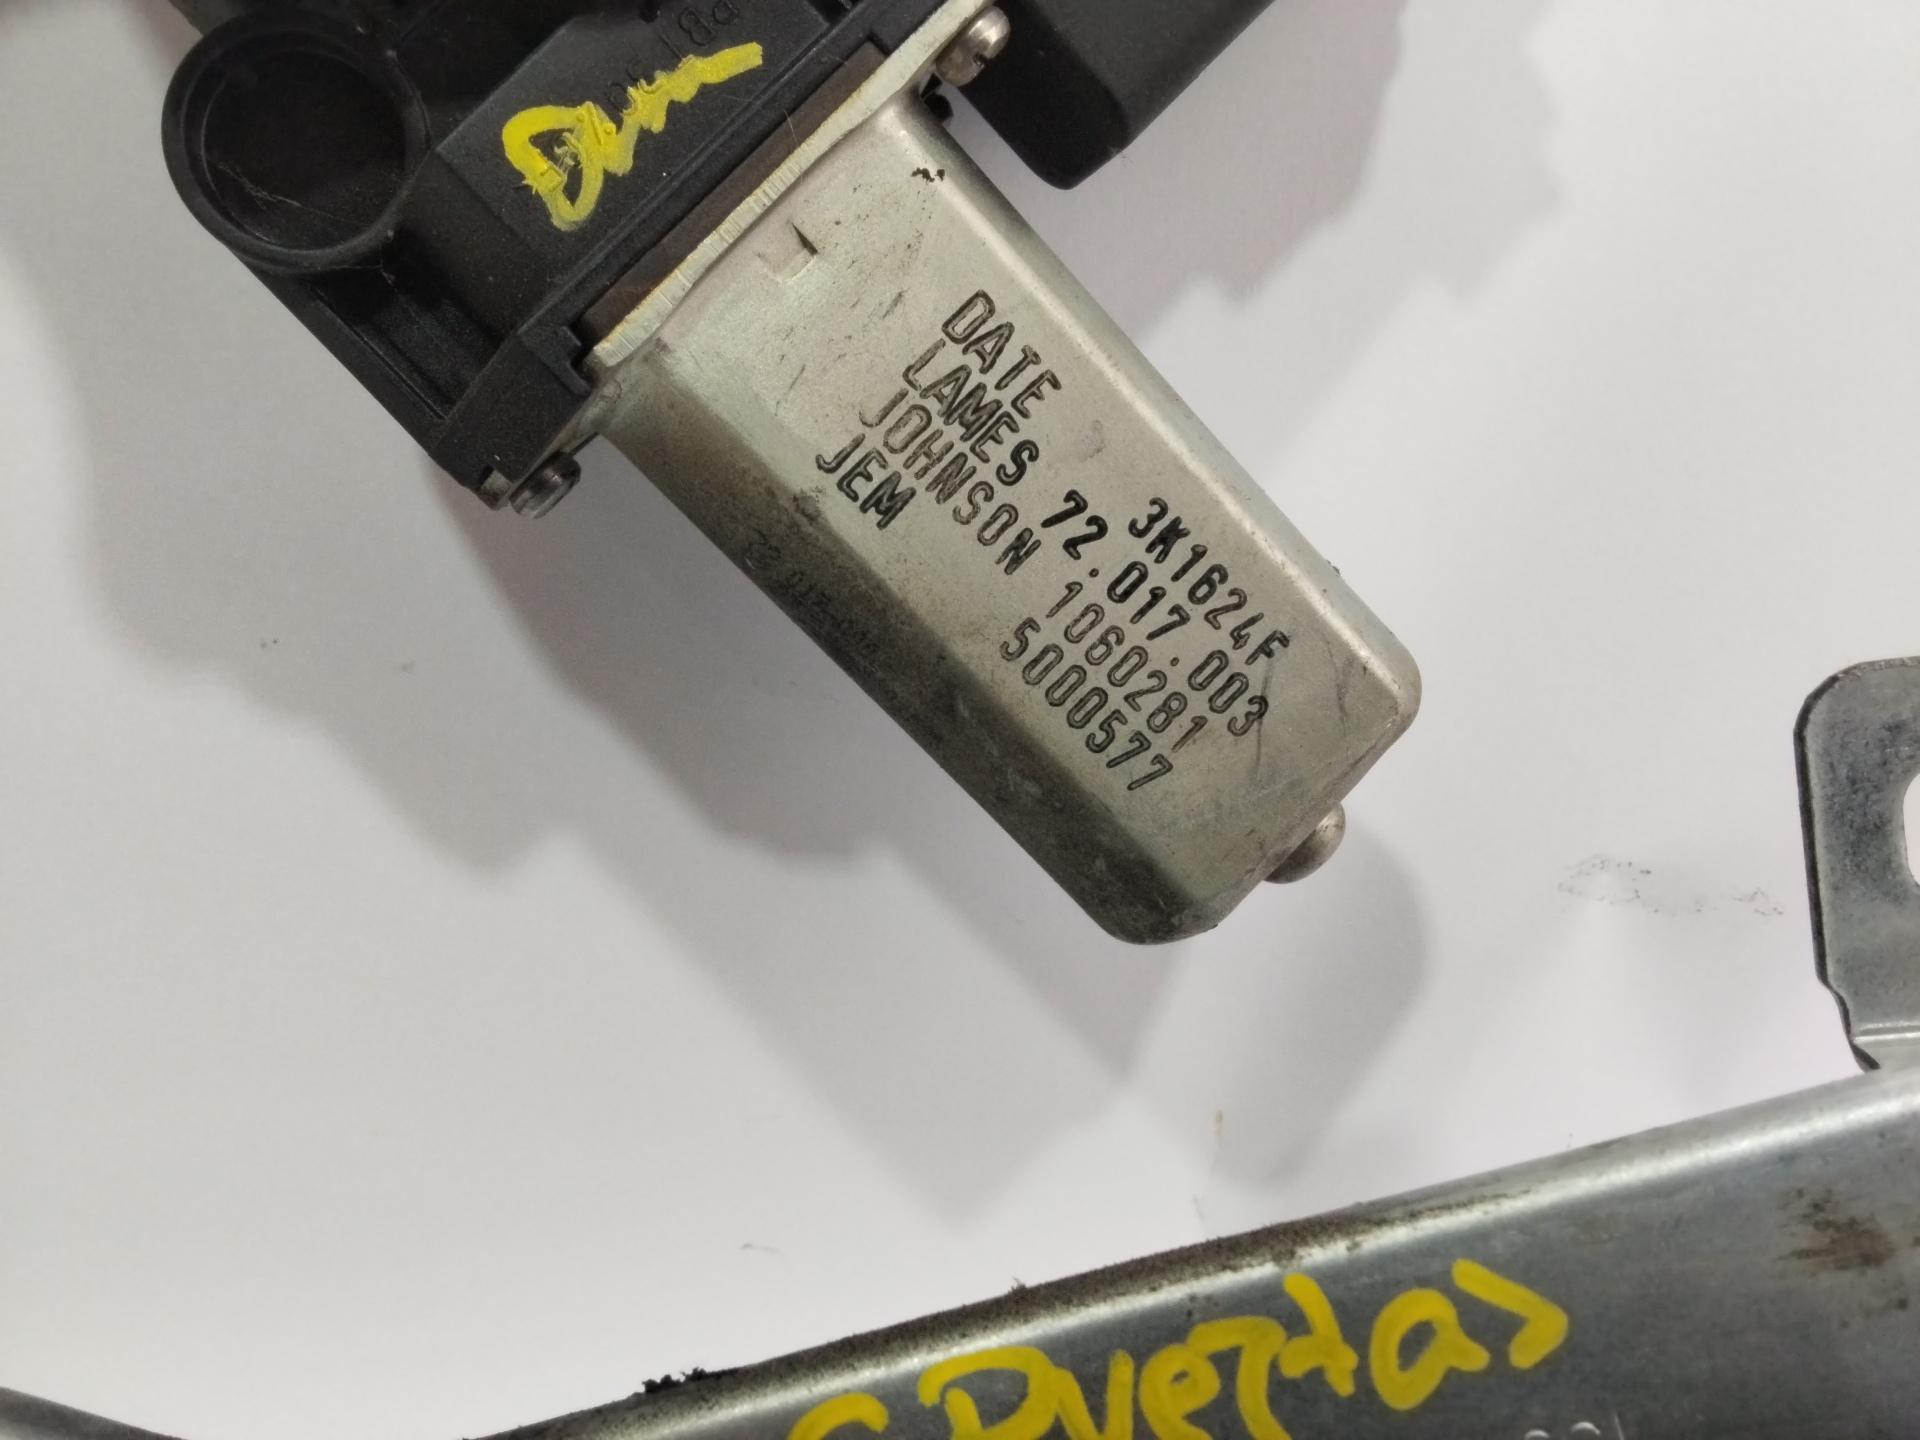 DATE 3K1624F
LAMES 72.017.003
JOHNSON 1060281
JEM 5000577
Puertas